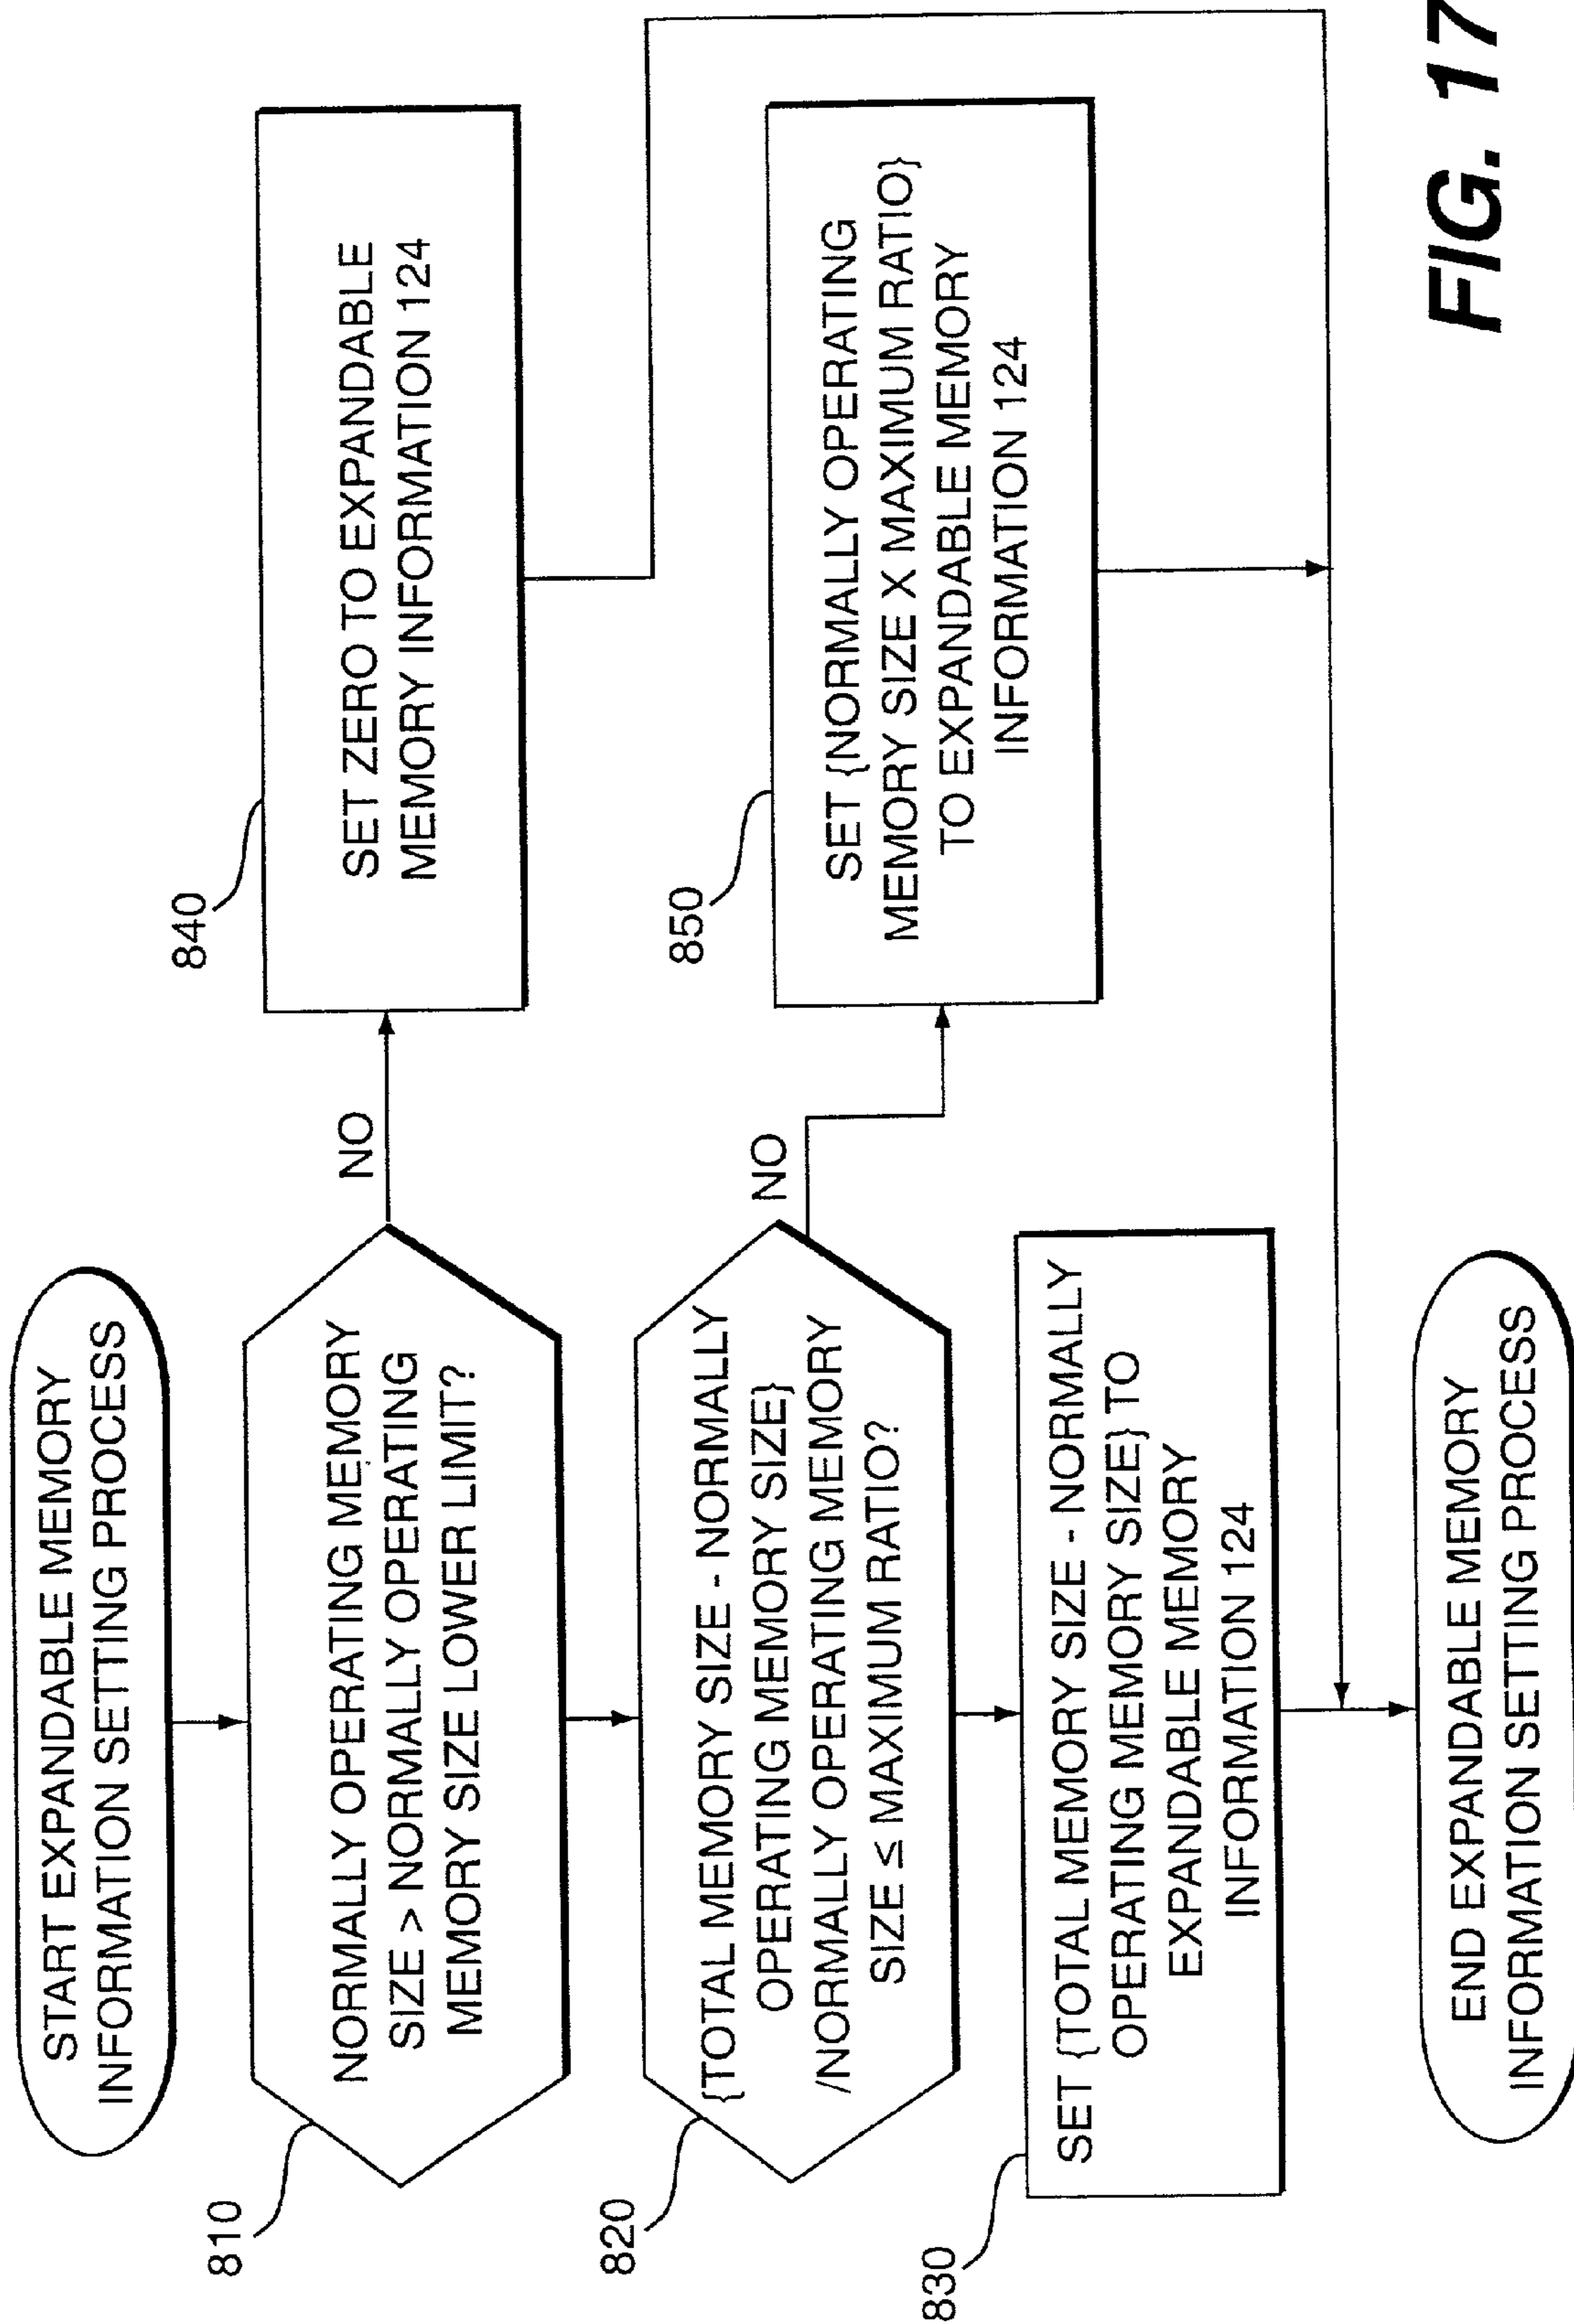 START EXPANDABLE MEMORY
INFORMATION SETTING PROCESS
810
NORMALLY OPERATING MEMORY
SIZE > NORMALLY OPERATING
MEMORY SIZE LOWER LIMIT?
NO
840
SET ZERO TO EXPANDABLE
MEMORY INFORMATION 124
820
{TOTAL MEMORY SIZE - NORMALLY
OPERATING MEMORY SIZE}
/NORMALLY OPERATING MEMORY
SIZE ≤ MAXIMUM RATIO?
NO
850
SET {NORMALLY OPERATING
MEMORY SIZE X MAXIMUM RATIO}
TO EXPANDABLE MEMORY
INFORMATION 124
830
SET {TOTAL MEMORY SIZE - NORMALLY
OPERATING MEMORY SIZE} TO
EXPANDABLE MEMORY
INFORMATION 124
END EXPANDABLE MEMORY
INFORMATION SETTING PROCESS
FIG. 17